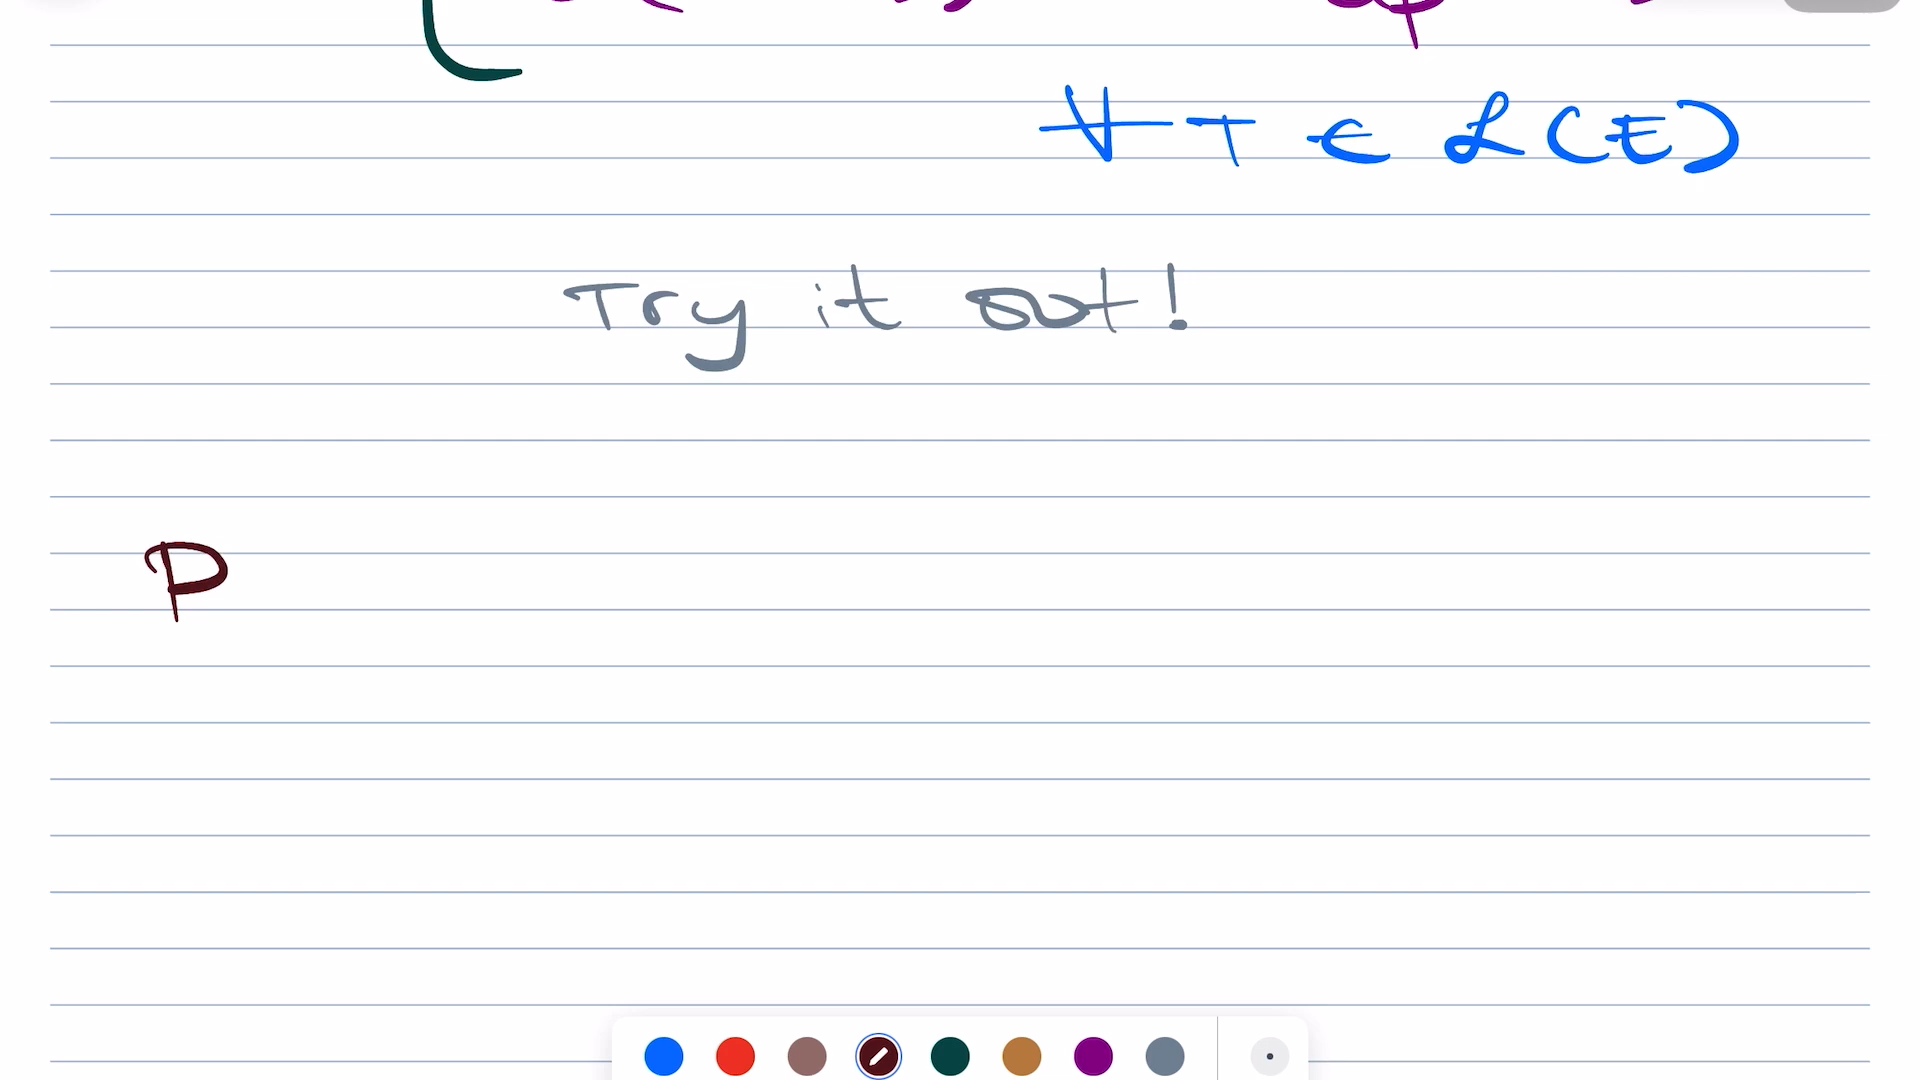 ∀ T ∈ ℒ(E)
Try it out!
P